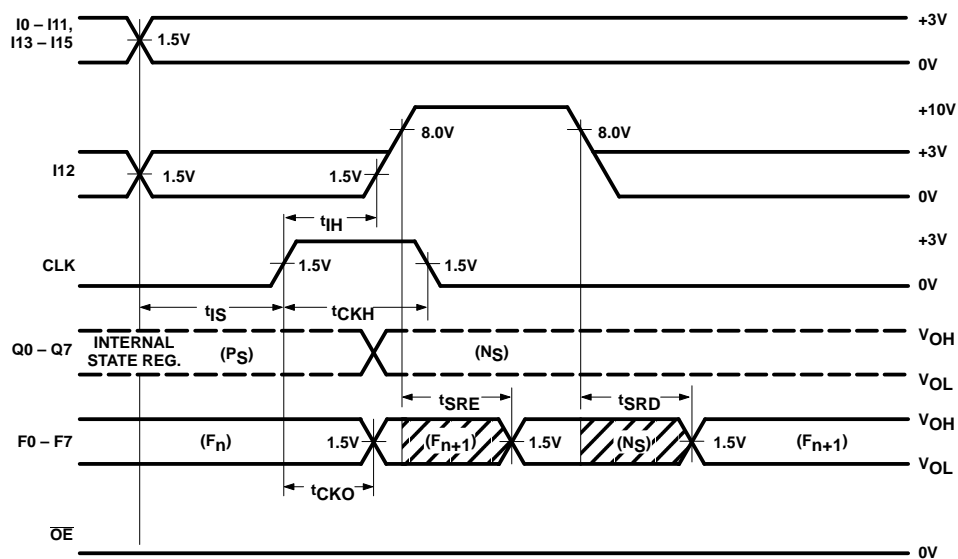 I0 – I11,
I13 – I15
1.5V
+3V
0V
+10V
8.0V
8.0V
+3V
I12
1.5V
1.5V
0V
tIH
+3V
CLK
1.5V
1.5V
0V
tIS
tCKH
Q0 – Q7
INTERNAL
STATE REG.
(PS)
(NS)
VOH
VOL
tSRE
tSRD
VOH
F0 – F7
(Fn)
1.5V
(Fn+1)
1.5V
(NS)
1.5V
(Fn+1)
VOL
tCKO
OE
0V